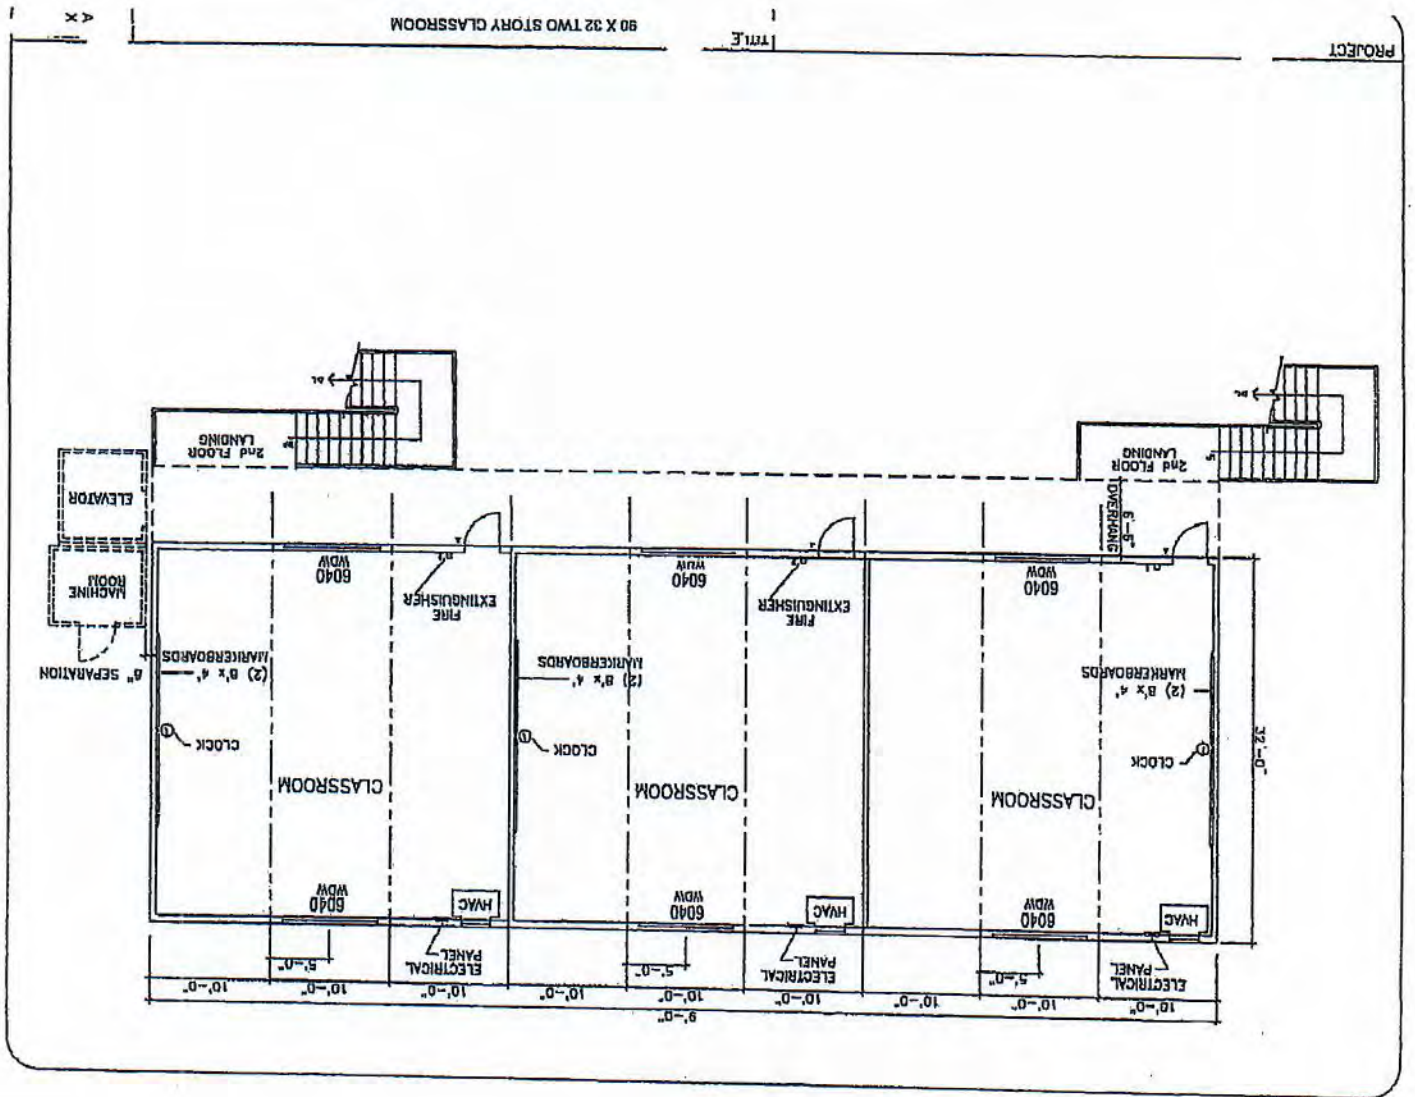 9'-0"
10'-0"
10'-0"
10'-0"
10'-0"
10'-0"
10'-0"
10'-0"
10'-0"
10'-0"
ELECTRICAL
PANEL
5'-0"
ELECTRICAL
PANEL
5'-0"
ELECTRICAL
PANEL
5'-0"
HVAC
6040
WDW
HVAC
6040
WDW
HVAC
6040
WDW
CLASSROOM
CLASSROOM
CLASSROOM
32'-0"
CLOCK
CLOCK
CLOCK
(2) 8'x 4'
MARKERBOARDS
(2) 8'x 4'
MARKERBOARDS
(2) 8'x 4'
MARKERBOARDS
6" SEPARATION
FIRE
EXTINGUISHER
FIRE
EXTINGUISHER
MACHINE
ROOM
6040
WDW
6040
WDW
6040
WDW
6'-6"
OVERHANG
ELEVATOR
2nd FLOOR
LANDING
2nd FLOOR
LANDING
PROJECT
TITLE
90 X 32 TWO STORY CLASSROOM
A
X